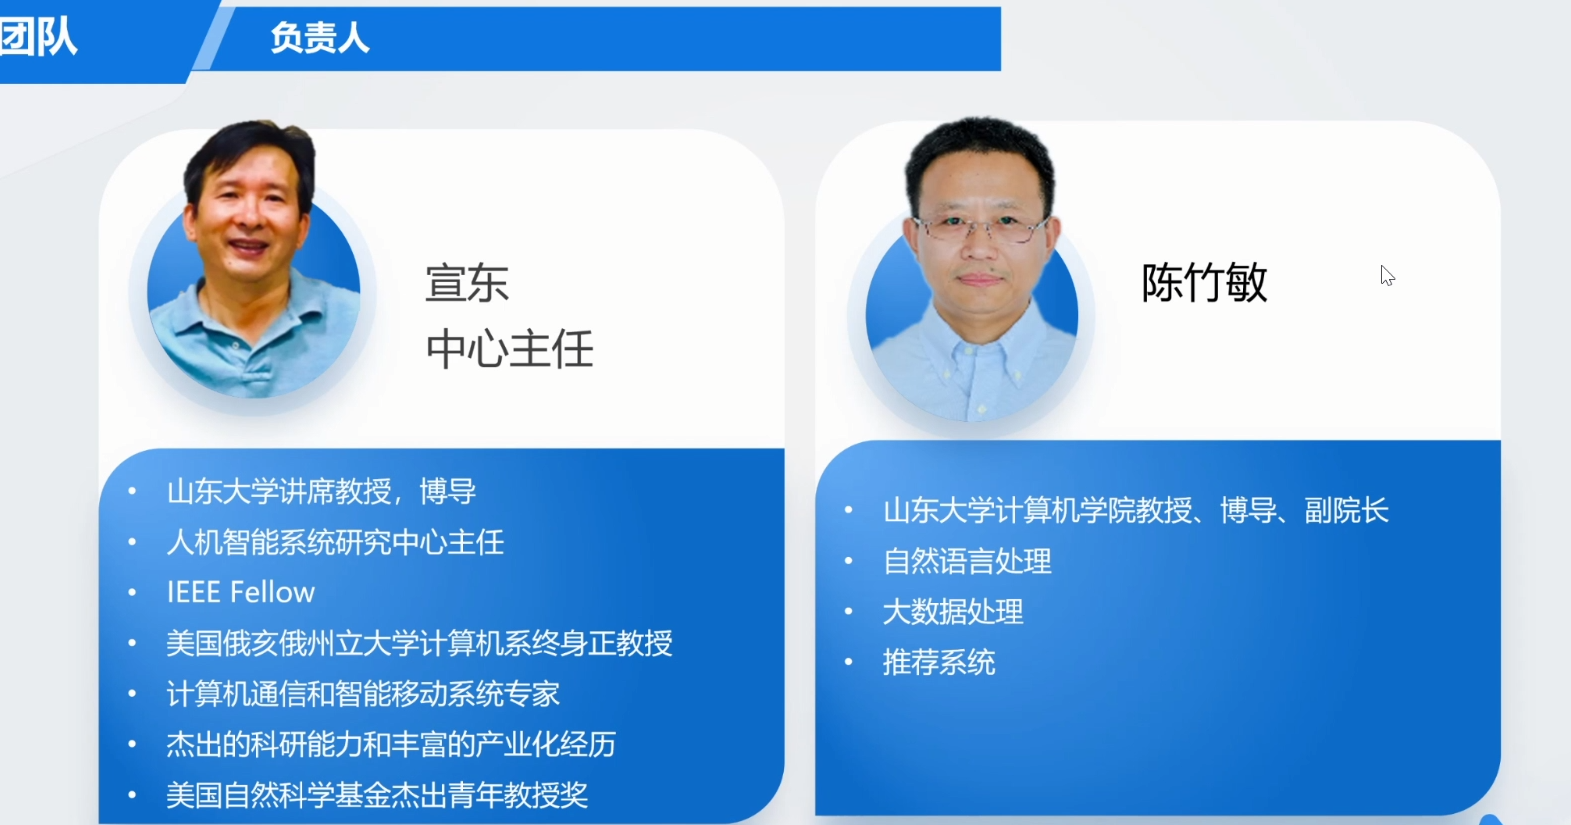 团队
负责人
宣东
中心主任
• 山东大学讲席教授，博导
• 人机智能系统研究中心主任
• IEEE Fellow
• 美国俄亥俄州立大学计算机系终身正教授
• 计算机通信和智能移动系统专家
• 杰出的科研能力和丰富的产业化经历
• 美国自然科学基金杰出青年教授奖
陈竹敏
• 山东大学计算机学院教授、博导、副院长
• 自然语言处理
• 大数据处理
• 推荐系统